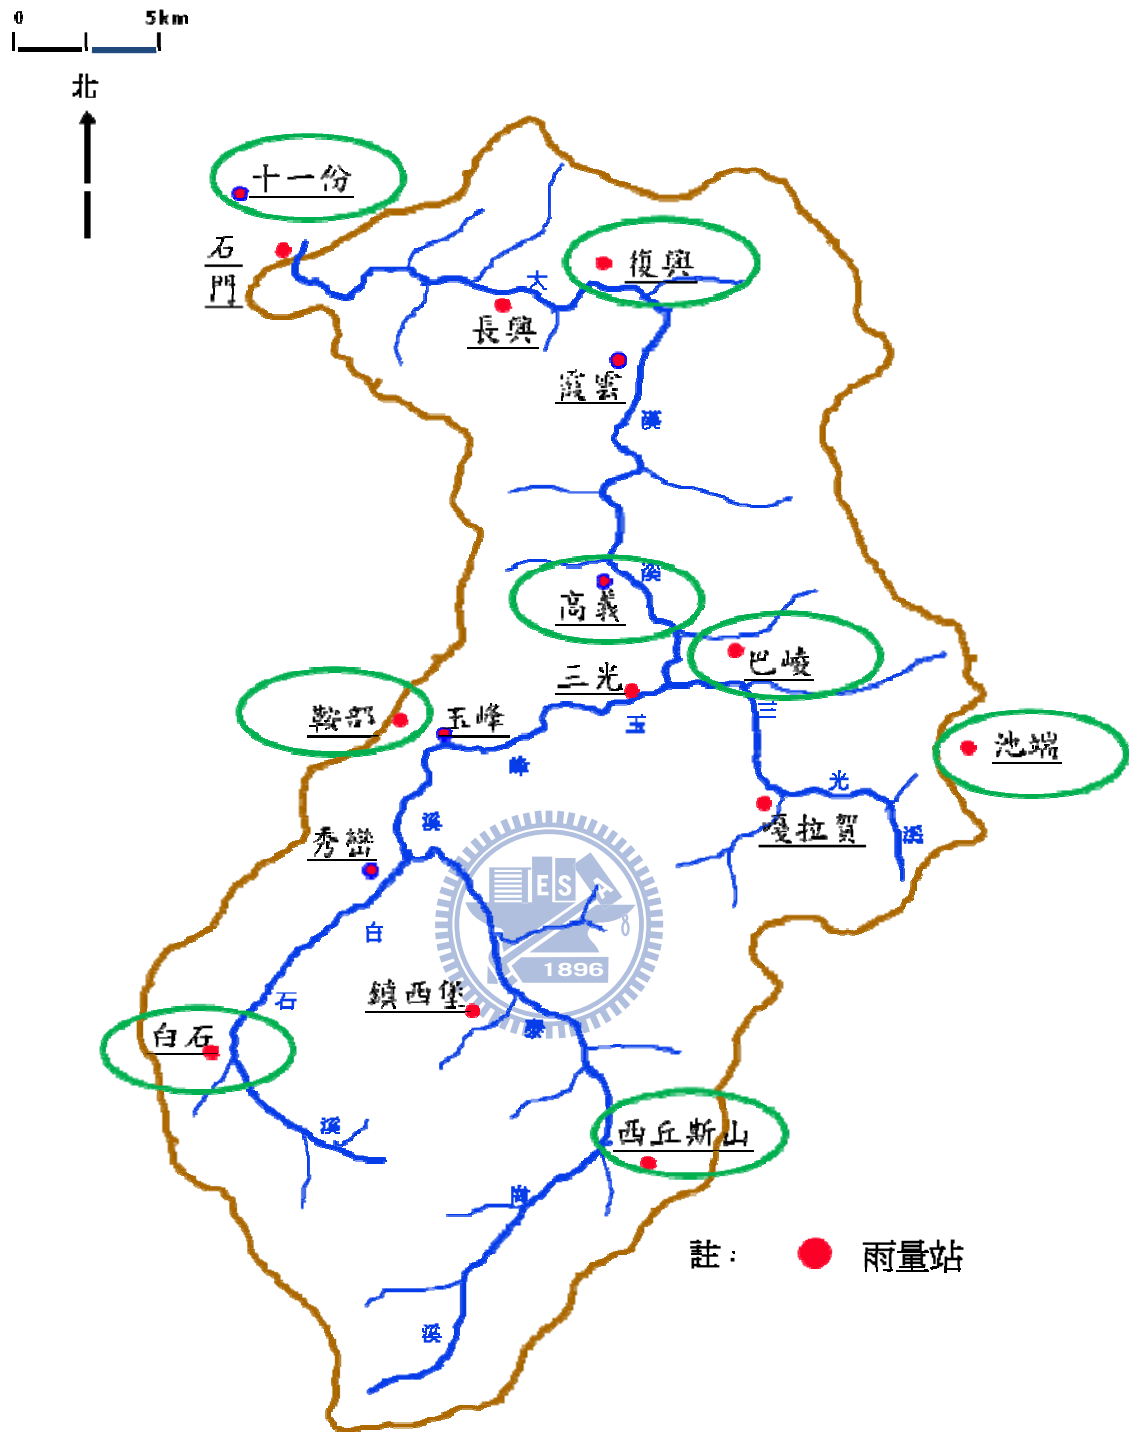 0 5km
北
十一份
石
門
復興
大
長興
霞雲
漢
溪
高義
巴崚
三光
三
玉
鞍部
玉峰
池端
峰
光
嘎拉賀
溪
溪
秀巒
ES
白
1896
鎮西堡
石
泰
白石
溪
西丘斯山
崗
註： 雨量站
溪